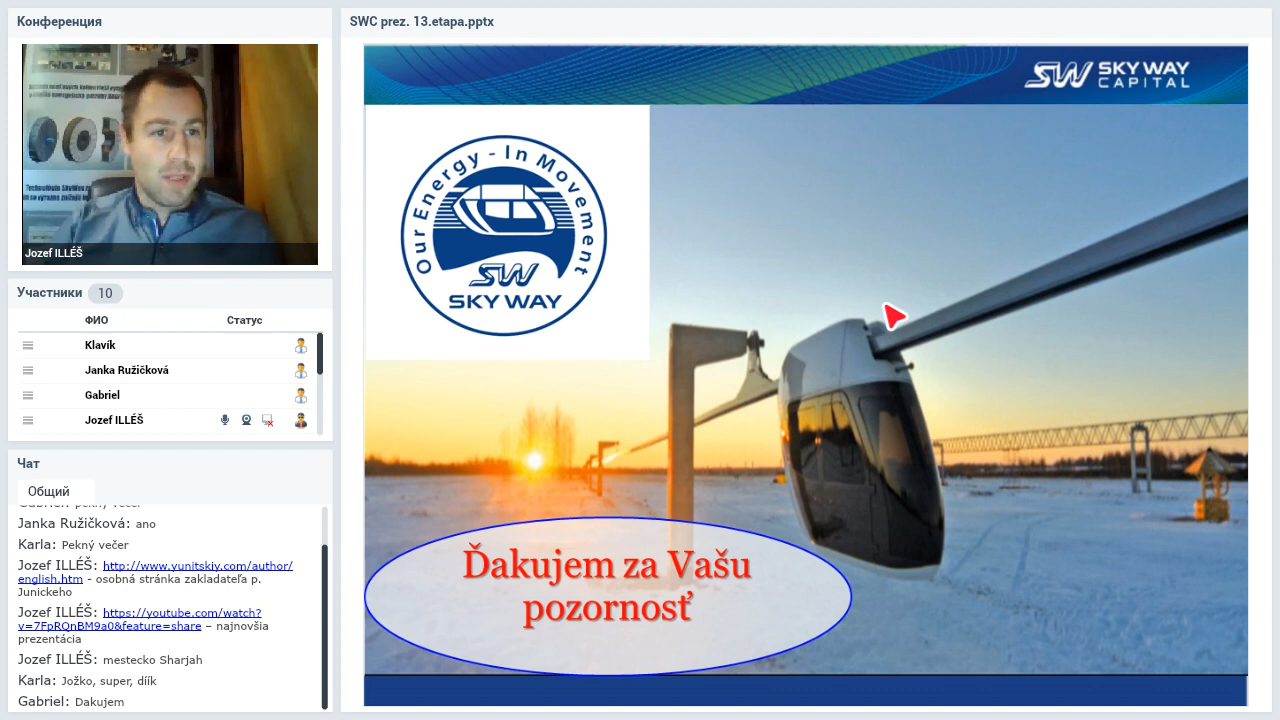 Конференция
Jozef ILLÉŠ
Участники 10
ФИО Статус
Klavík
Janka Ružičková
Gabriel
Jozef ILLÉŠ
Чат
Общий
Janka Ružičková: ano
Karla: Pekný večer
Jozef ILLÉŠ: http://www.yunitskiy.com/author/
english.htm - osobná stránka zakladateľa p.
Junickeho
Jozef ILLÉŠ: https://youtube.com/watch?
v=7FpRQnBM9a0&feature=share – najnovšia
prezentácia
Jozef ILLÉŠ: mestecko Sharjah
Karla: Jožko, super, díík
Gabriel: Dakujem
SWC prez. 13.etapa.pptx
SW SKY WAY
CAPITAL
Our Energy - In Movement
SW
SKY WAY
Ďakujem za Vašu
pozornosť